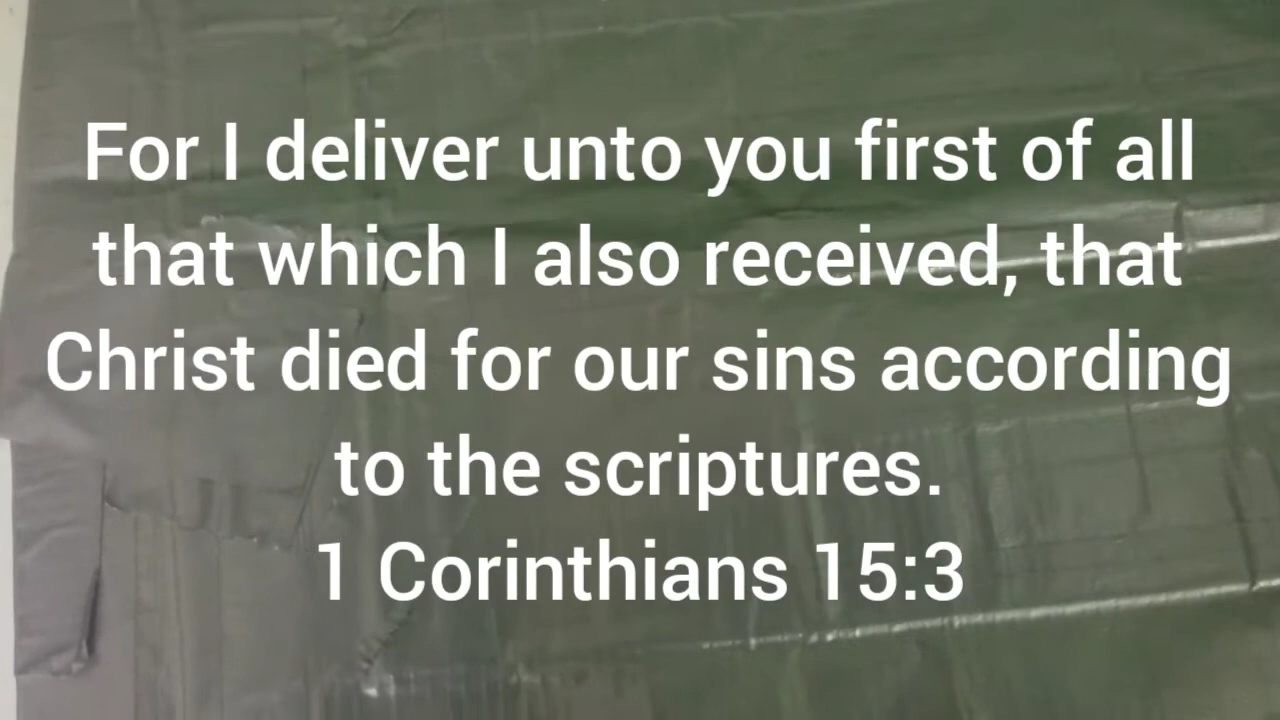 For I deliver unto you first of all
that which I also received, that
Christ died for our sins according
to the scriptures.
1 Corinthians 15:3